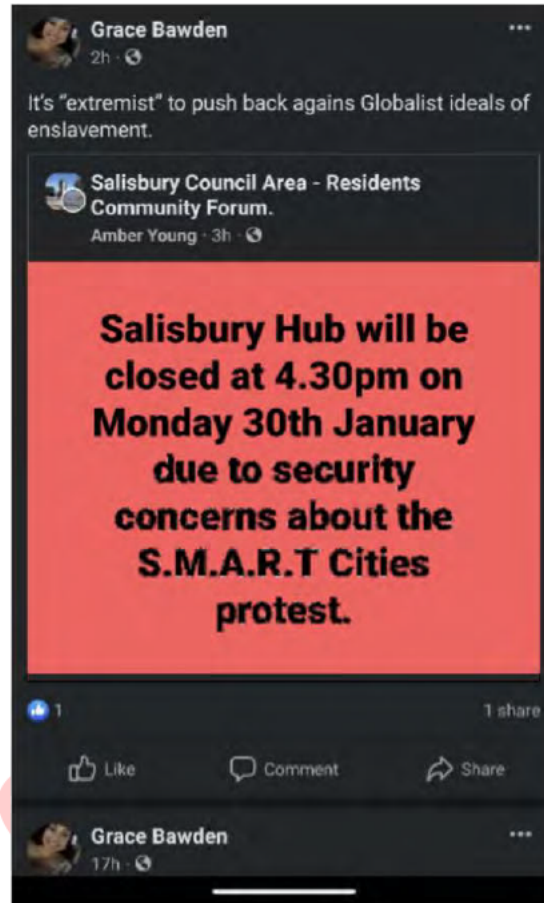 Grace Bawden
2h ·
It's "extremist" to push back agains Globalist ideals of
enslavement.
Salisbury Council Area - Residents
Community Forum.
Amber Young · 3h ·
Salisbury Hub will be
closed at 4.30pm on
Monday 30th January
due to security
concerns about the
S.M.A.R.T Cities
protest.
1
1 share
Like
Comment
Share
Grace Bawden
17h ·